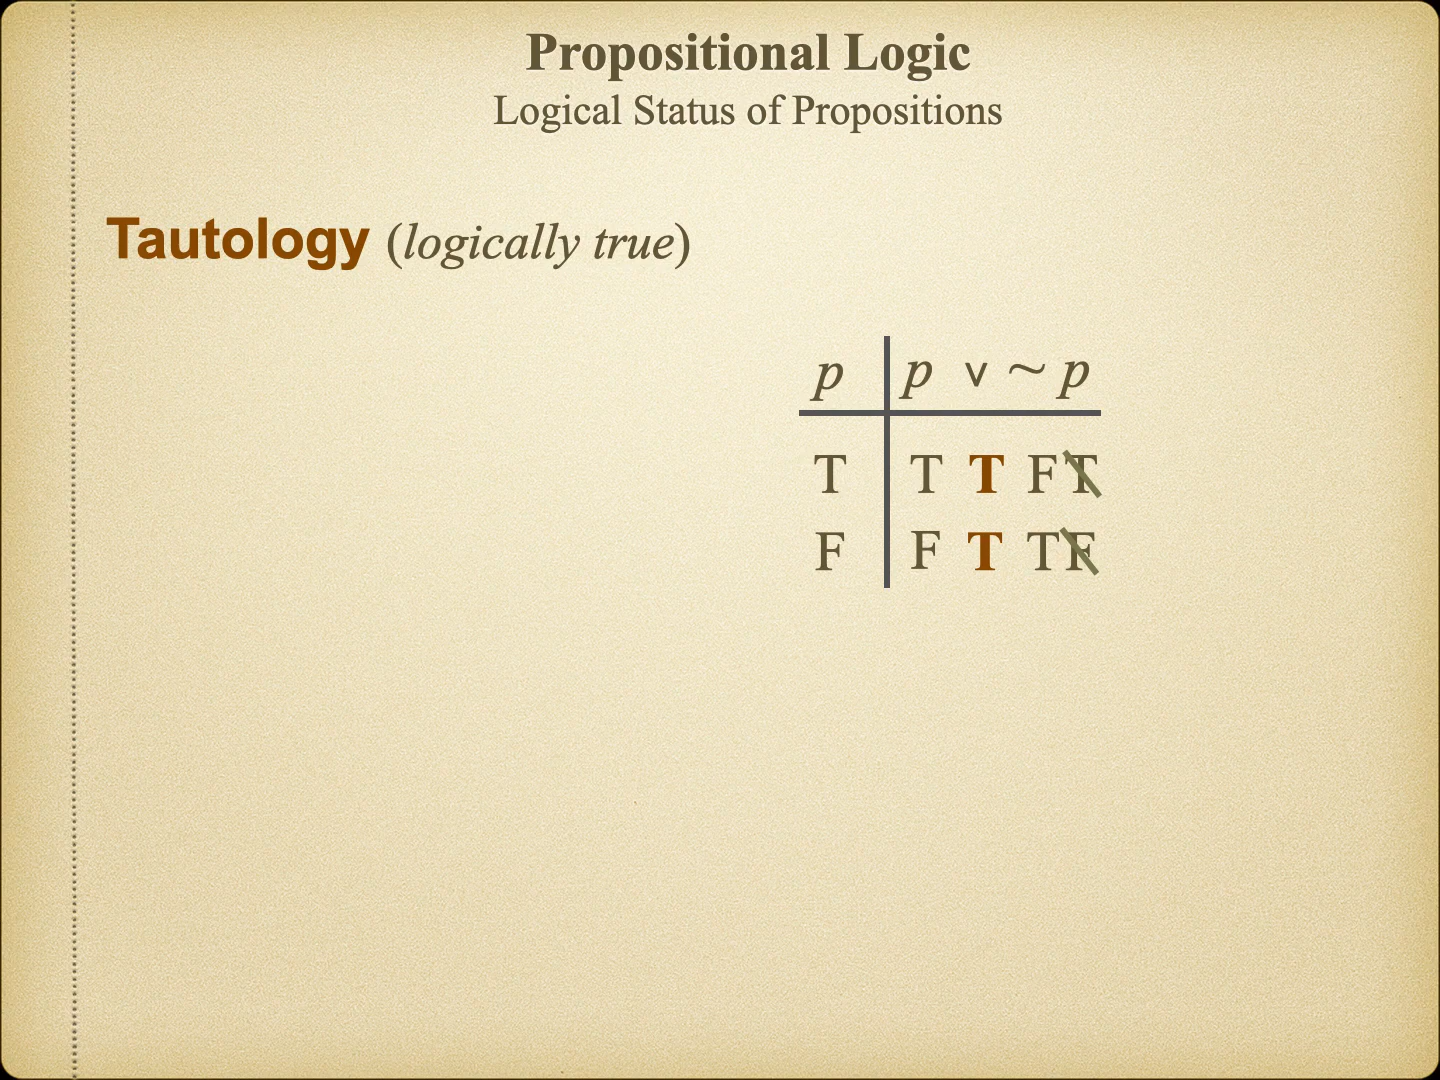 Propositional Logic
Logical Status of Propositions
Tautology (logically true)
p p v ~ p
T T T F T
F F T T F